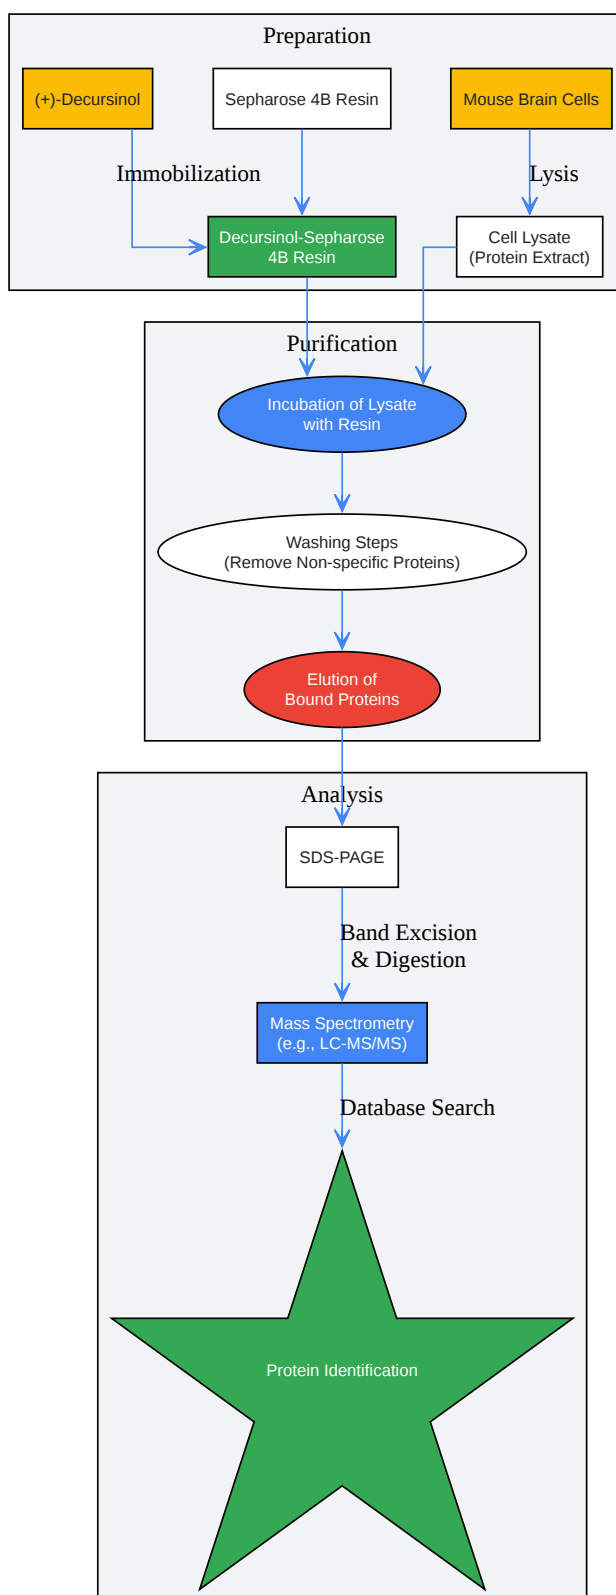 Preparation
(+)-Decursinol
Sepharose 4B Resin
Mouse Brain Cells
Immobilization
Lysis
Decursinol-Sepharose
4B Resin
Cell Lysate
(Protein Extract)
Purification
Incubation of Lysate
with Resin
Washing Steps
(Remove Non-specific Proteins)
Elution of
Bound Proteins
Analysis
SDS-PAGE
Band Excision
& Digestion
Mass Spectrometry
(e.g., LC-MS/MS)
Database Search
Protein Identification